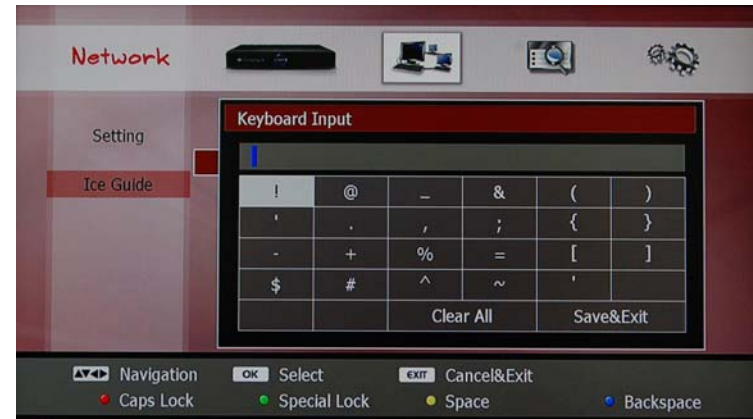 Network
Keyboard Input
Setting
Ice Guide
! @ _ & ( )
' . , ; { }
- + % = [ ]
$ # ^ ~ '
Clear All Save&Exit
▲▼◀▶ Navigation OK Select EXIT Cancel&Exit
Caps Lock Special Lock Space Backspace